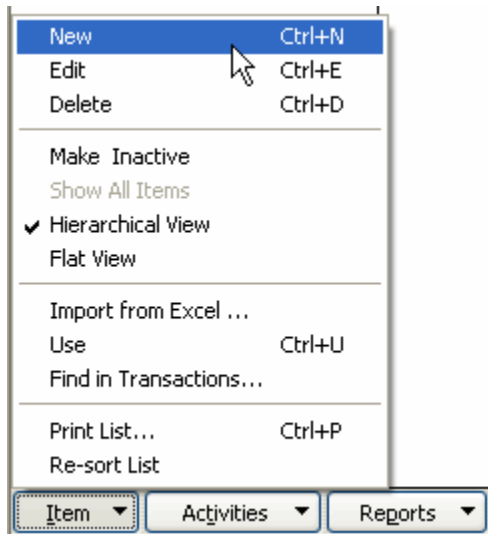 New Ctrl+N
Edit Ctrl+E
Delete Ctrl+D
Make Inactive
Show All Items
Hierarchical View
Flat View
Import from Excel ...
Use Ctrl+U
Find in Transactions...
Print List... Ctrl+P
Re-sort List
Item Activities Reports